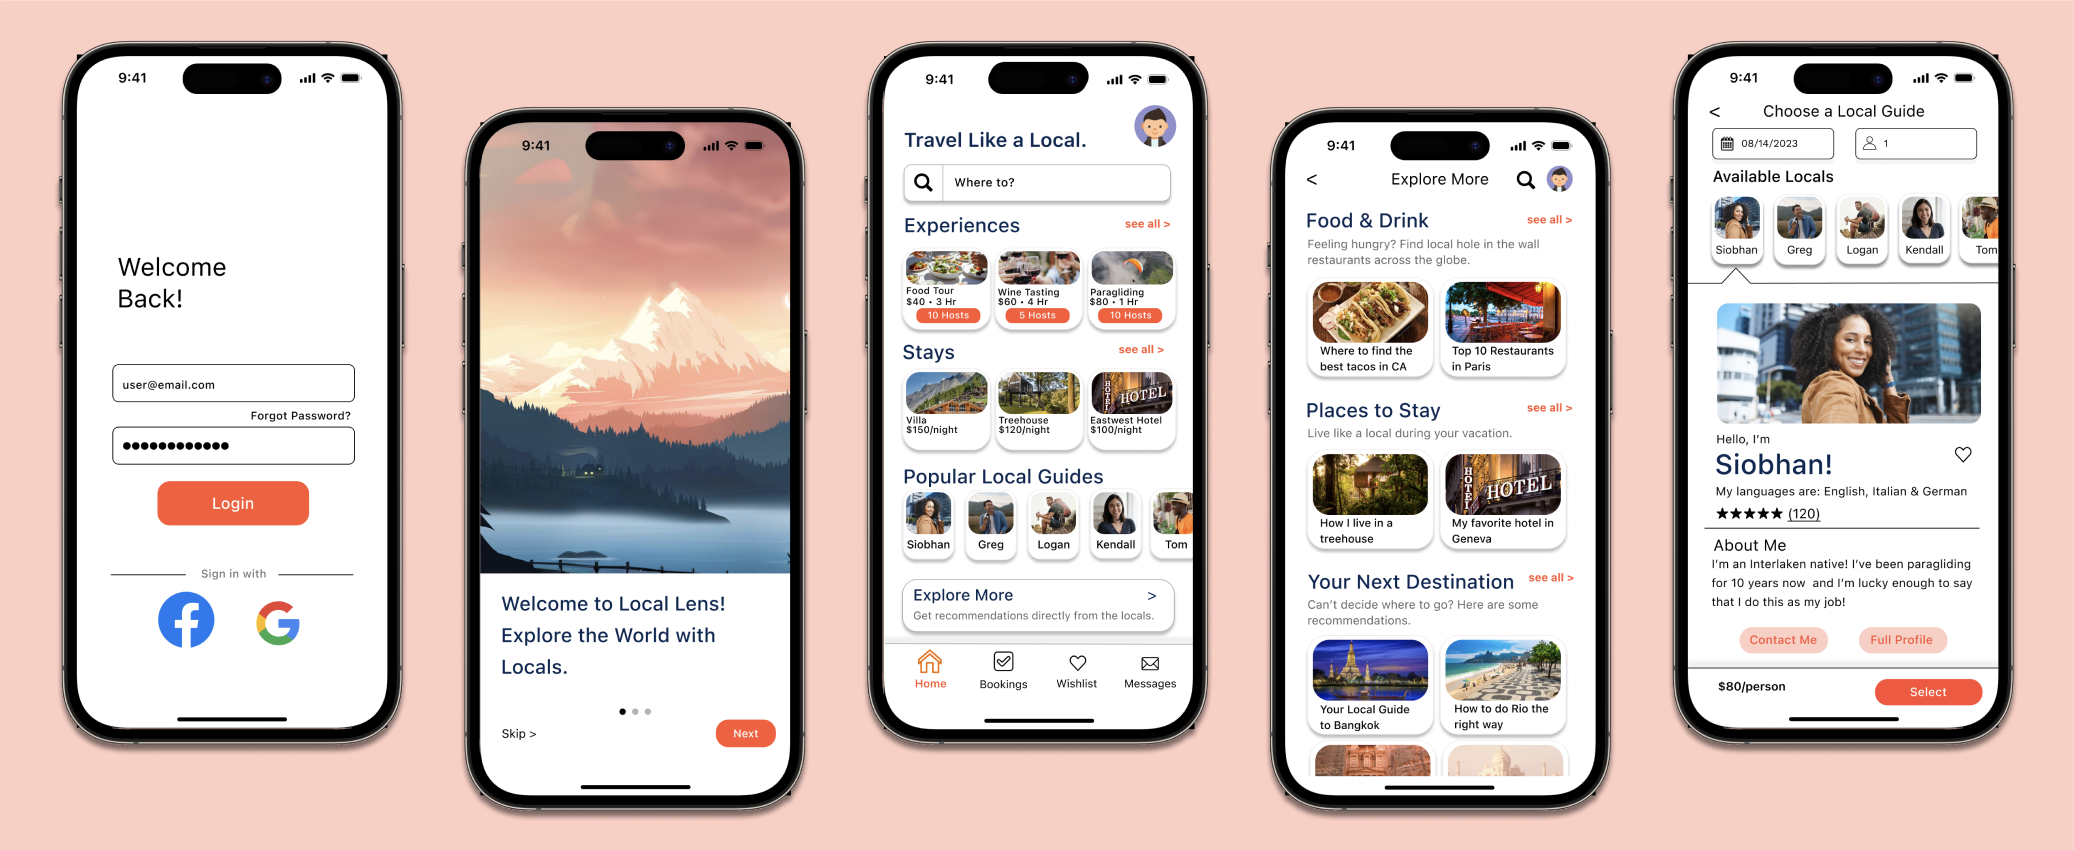 9:41
Welcome
Back!
user@email.com
Forgot Password?
Login
Sign in with
9:41
Welcome to Local Lens!
Explore the World with
Locals.
Skip >
Next
9:41
Travel Like a Local.
Where to?
Experiences
see all >
Food Tour
$40 • 3 Hr
10 Hosts
Wine Tasting
$60 • 4 Hr
5 Hosts
Paragliding
$80 • 1 Hr
10 Hosts
Stays
see all >
Villa
$150/night
Treehouse
$120/night
HOTEL
HOTEL
Eastwest Hotel
$100/night
Popular Local Guides
Siobhan
Greg
Logan
Kendall
Tom
Explore More
>
Get recommendations directly from the locals.
Home
Bookings
Wishlist
Messages
9:41
<
Explore More
Food & Drink
see all >
Feeling hungry? Find local hole in the wall
restaurants across the globe.
Where to find the
best tacos in CA
Top 10 Restaurants
in Paris
Places to Stay
see all >
Live like a local during your vacation.
How I live in a
treehouse
HOTEL
HOTEL
My favorite hotel in
Geneva
Your Next Destination
see all >
Can't decide where to go? Here are some
recommendations.
Your Local Guide
to Bangkok
How to do Rio the
right way
9:41
<
Choose a Local Guide
08/14/2023
1
Available Locals
Siobhan
Greg
Logan
Kendall
Tom
Hello, I'm
Siobhan!
My languages are: English, Italian & German
★★★★★ (120)
About Me
I'm an Interlaken native! I've been paragliding
for 10 years now and I'm lucky enough to say
that I do this as my job!
Contact Me
Full Profile
$80/person
Select